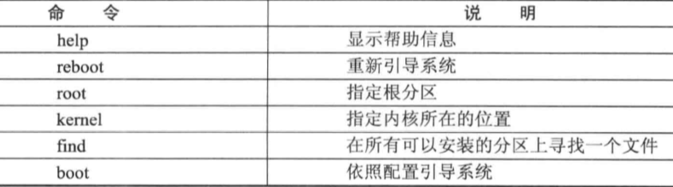 命 令 说 明
help 显示帮助信息
reboot 重新引导系统
root 指定根分区
kernel 指定内核所在的位置
find 在所有可以安装的分区上寻找一个文件
boot 依照配置引导系统